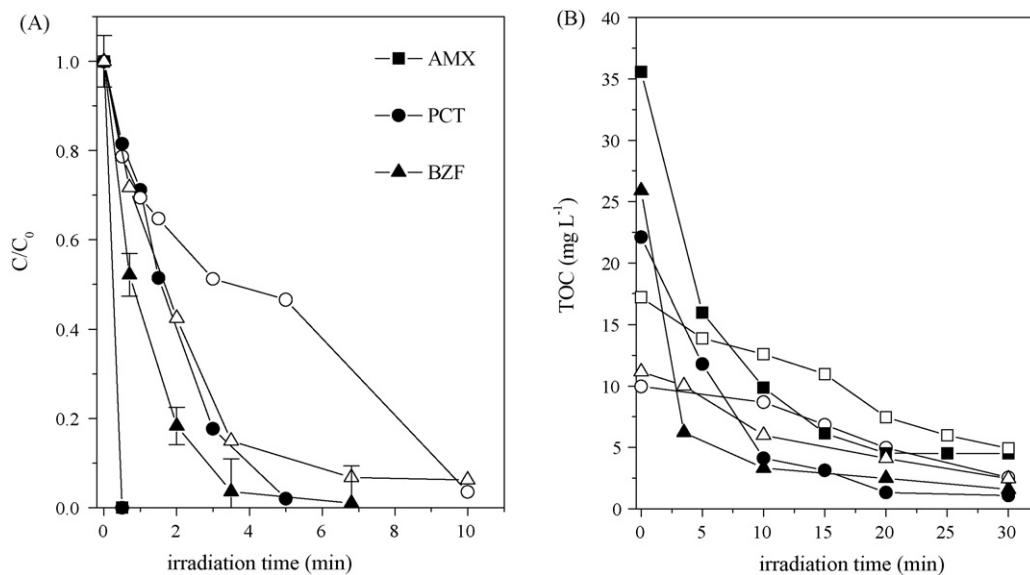 (A)
AMX
PCT
BZF
1.0
0.8
0.6
0.4
0.2
0.0
C/C₀
0 2 4 6 8 10
irradiation time (min)
(B)
40
35
30
25
20
15
10
5
0
TOC (mg L⁻¹)
0 5 10 15 20 25 30
irradiation time (min)